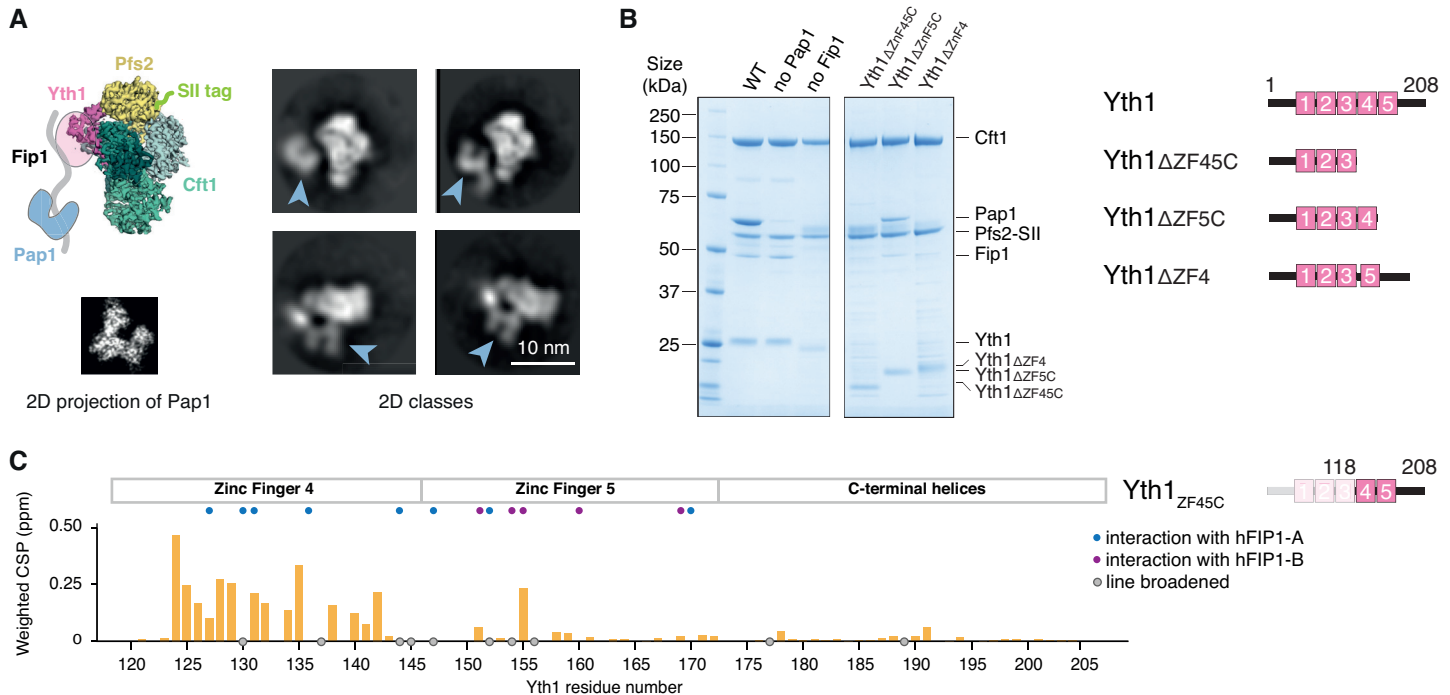 A
Pfs2
SII tag
Yth1
Fip1
Cft1
Pap1
10 nm
2D projection of Pap1
2D classes
B
Size
(kDa)
WT
no Pap1
no Fip1
Yth1ΔZnF45C
Yth1ΔZnF5C
Yth1ΔZnF4
250
150
100
75
50
37
25
Cft1
Pap1
Pfs2-SII
Fip1
Yth1
Yth1ΔZF4
Yth1ΔZF5C
Yth1ΔZF45C
1 208
Yth1 1 2 3 4 5
Yth1ΔZF45C 1 2 3
Yth1ΔZF5C 1 2 3 4
Yth1ΔZF4 1 2 3 5
C
Zinc Finger 4 Zinc Finger 5 C-terminal helices
118 208
Yth1ZF45C 1 2 3 4 5
interaction with hFIP1-A
interaction with hFIP1-B
line broadened
Weighted CSP (ppm)
0.50
0.25
0
120 125 130 135 140 145 150 155 160 165 170 175 180 185 190 195 200 205
Yth1 residue number